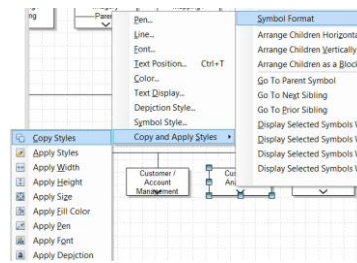 Pen...
Line...
Font...
Text Position... Ctrl+T
Color...
Text Display...
Depiction Style...
Symbol Style...
Copy and Apply Styles
Symbol Format
Arrange Children Horizonta
Arrange Children Vertically
Arrange Children as a Block
Go To Parent Symbol
Go To Next Sibling
Go To Prior Sibling
Display Selected Symbols W
Display Selected Symbols W
Display Selected Symbols W
Display Selected Symbols W
Copy Styles
Apply Styles
Apply Width
Apply Height
Apply Size
Apply Fill Color
Apply Pen
Apply Font
Apply Depiction
Customer /
Account
Management
Cus
Ana